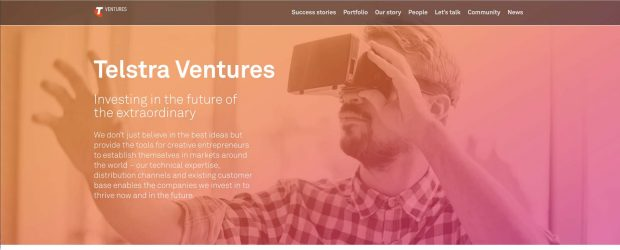 T VENTURES
Success stories Portfolio Our story People Let's talk Community News
Telstra Ventures
Investing in the future of
the extraordinary
We don't just believe in the best ideas but
provide the tools for creative entrepreneurs
to establish themselves in markets around
the world – our technical expertise,
distribution channels and existing customer
base enables the companies we invest in to
thrive now and in the future.